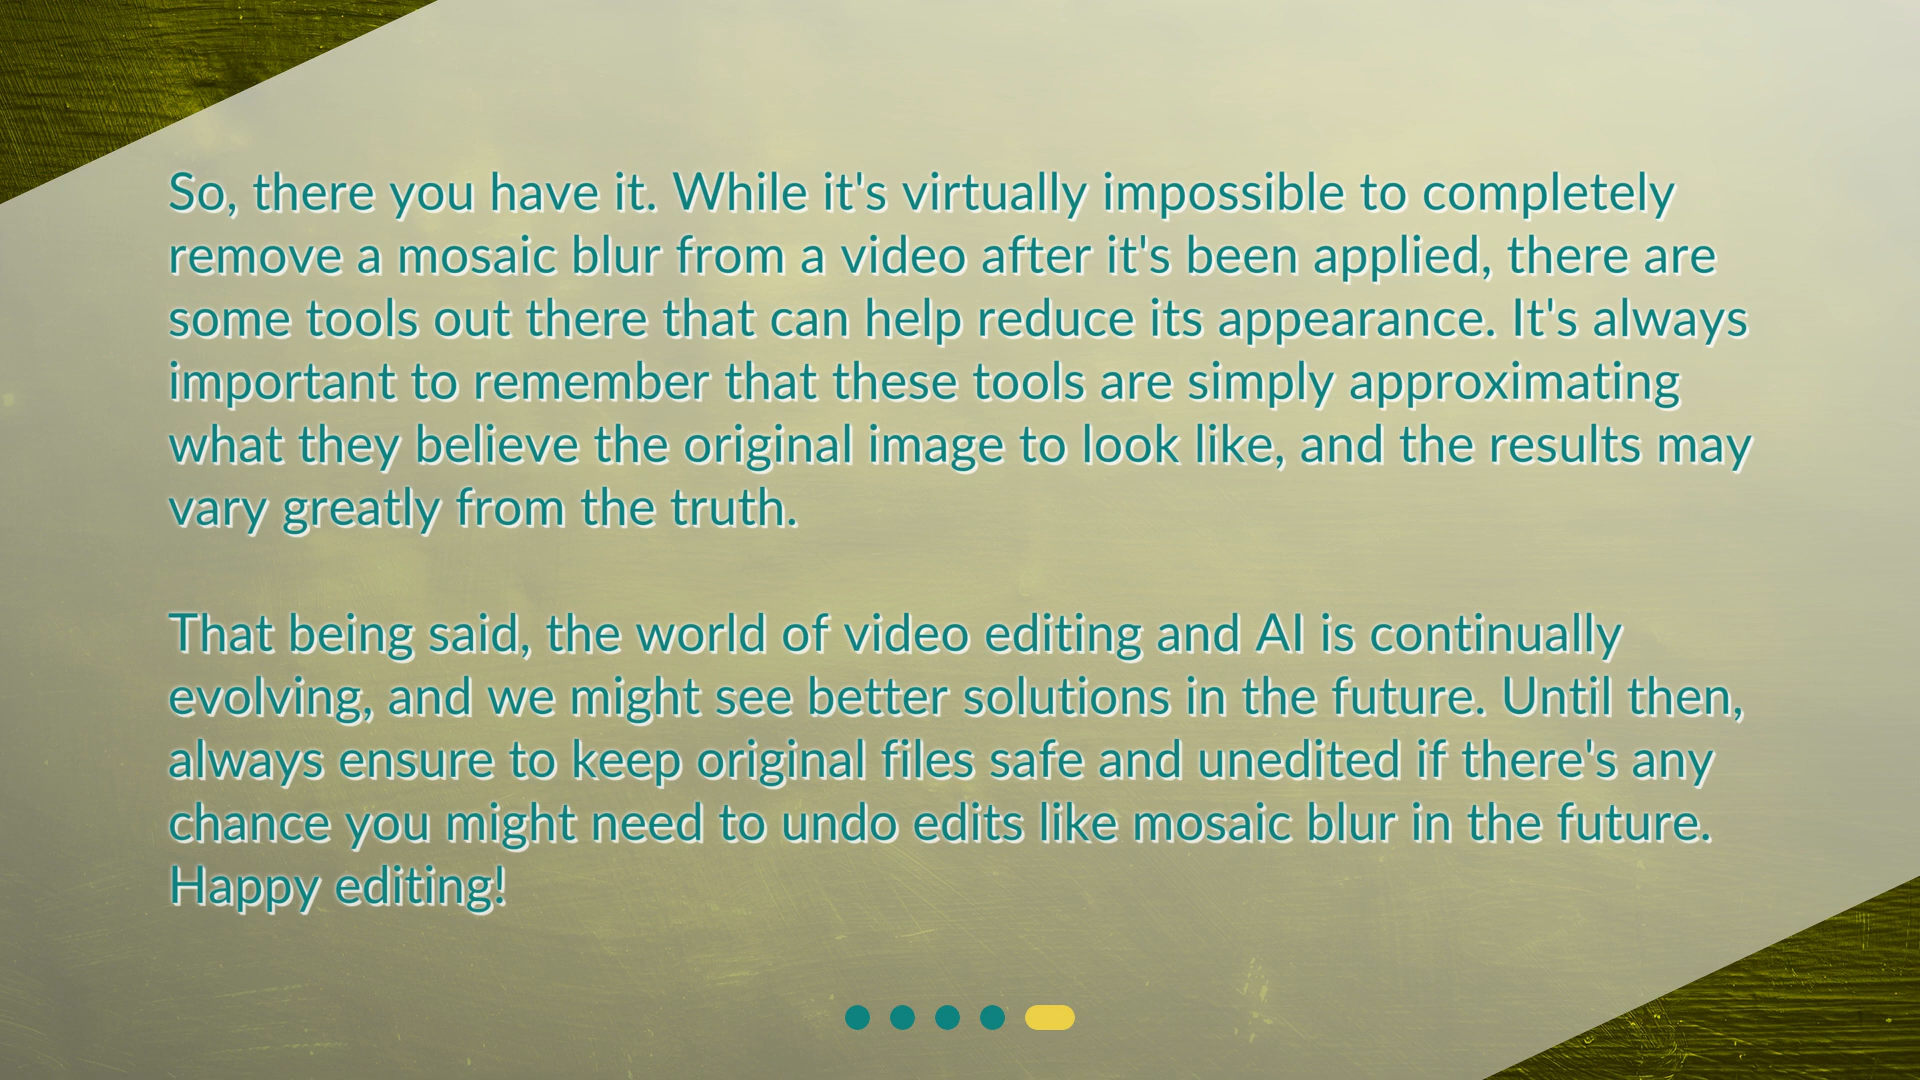 So, there you have it. While it's virtually impossible to completely
remove a mosaic blur from a video after it's been applied, there are
some tools out there that can help reduce its appearance. It's always
important to remember that these tools are simply approximating
what they believe the original image to look like, and the results may
vary greatly from the truth.
That being said, the world of video editing and AI is continually
evolving, and we might see better solutions in the future. Until then,
always ensure to keep original files safe and unedited if there's any
chance you might need to undo edits like mosaic blur in the future.
Happy editing!